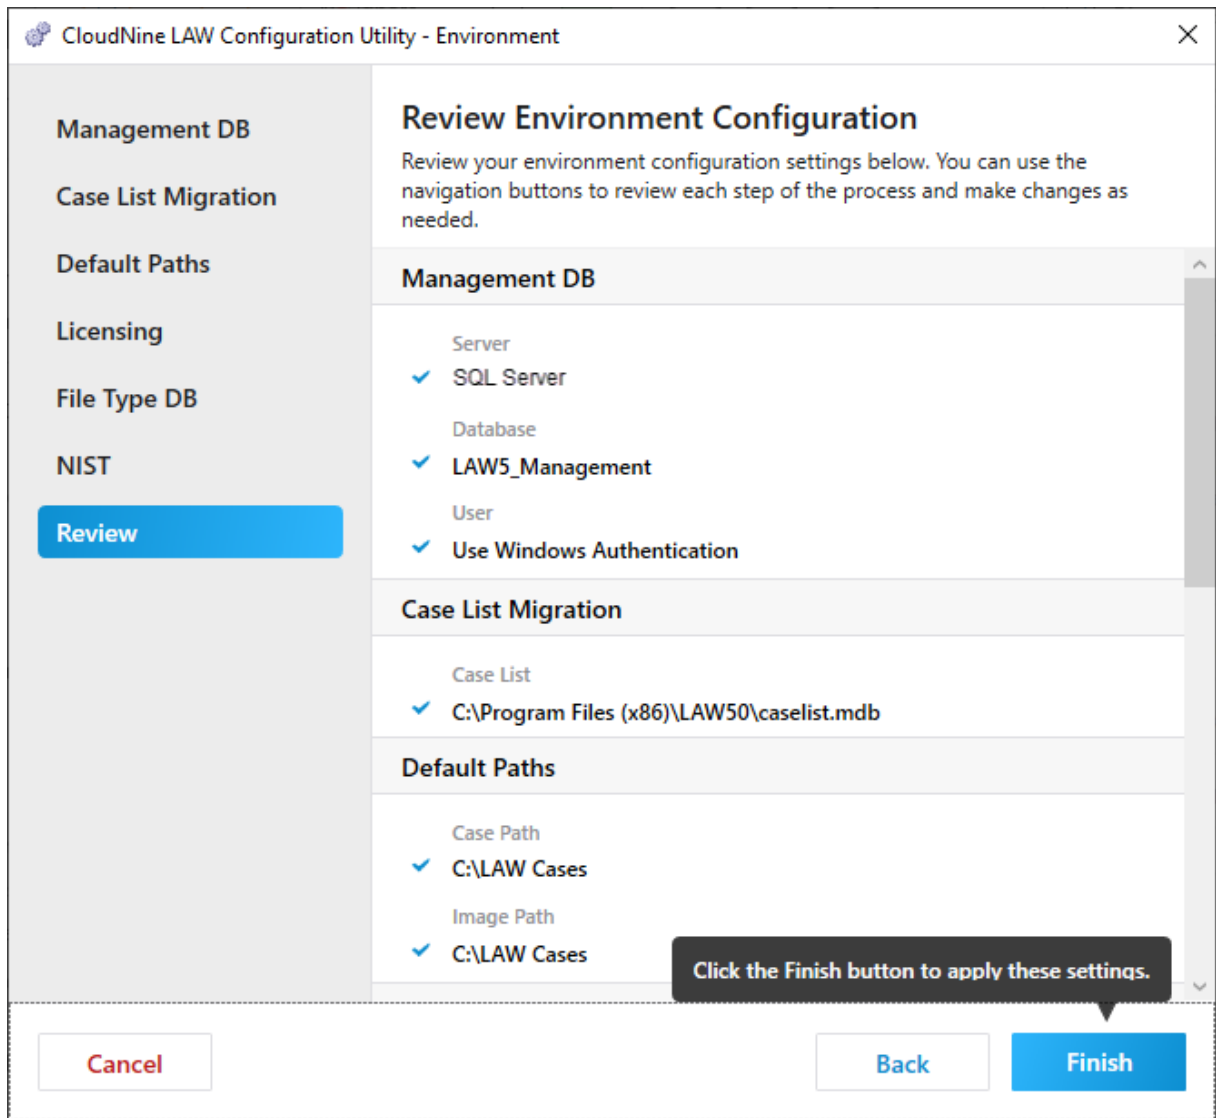 CloudNine LAW Configuration Utility - Environment
Management DB
Case List Migration
Default Paths
Licensing
File Type DB
NIST
Review
Review Environment Configuration
Review your environment configuration settings below. You can use the
navigation buttons to review each step of the process and make changes as
needed.
Management DB
Server
SQL Server
Database
LAW5_Management
User
Use Windows Authentication
Case List Migration
Case List
C:\Program Files (x86)\LAW50\caselist.mdb
Default Paths
Case Path
C:\LAW Cases
Image Path
C:\LAW Cases
Click the Finish button to apply these settings.
Cancel
Back
Finish